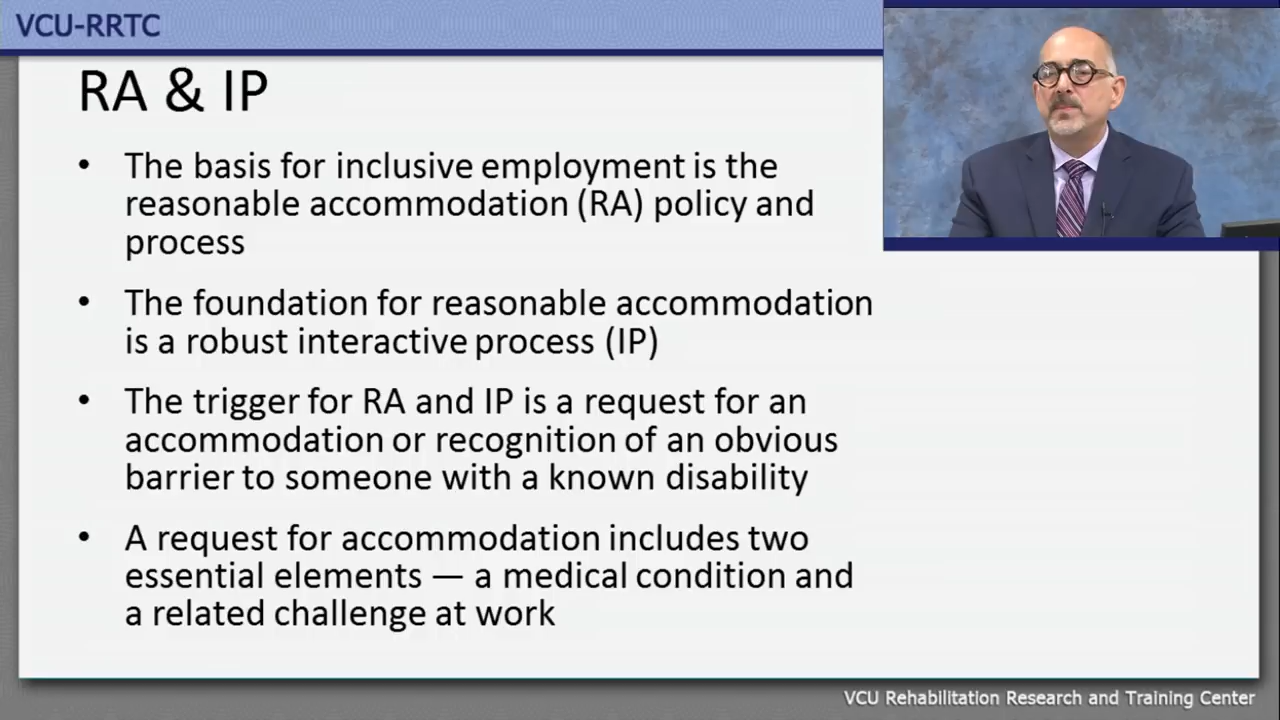 VCU-RRTC
RA & IP
• The basis for inclusive employment is the
reasonable accommodation (RA) policy and
process
• The foundation for reasonable accommodation
is a robust interactive process (IP)
• The trigger for RA and IP is a request for an
accommodation or recognition of an obvious
barrier to someone with a known disability
• A request for accommodation includes two
essential elements — a medical condition and
a related challenge at work
VCU Rehabilitation Research and Training Center